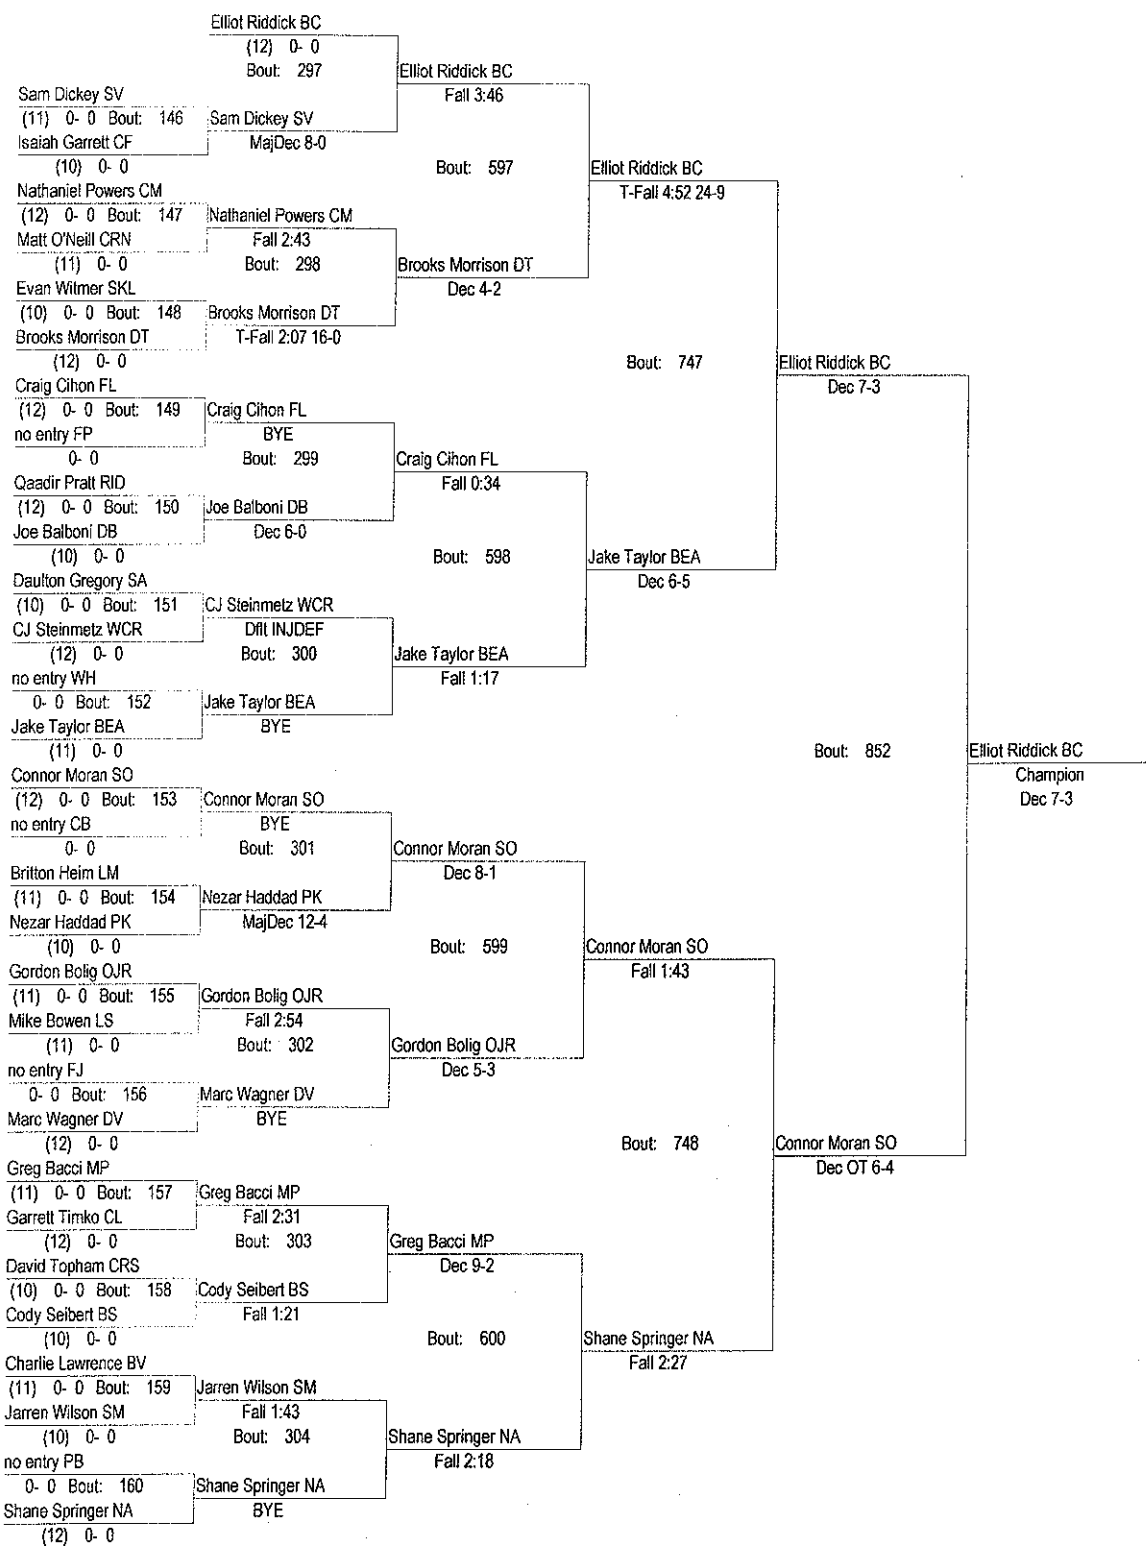 Elliot Riddick BC
(12) 0- 0
Bout: 297
Elliot Riddick BC
Fall 3:46
Sam Dickey SV
(11) 0- 0 Bout: 146
Sam Dickey SV
Isaiah Garrett CF
MajDec 8-0
(10) 0- 0
Bout: 597
Elliot Riddick BC
T-Fall 4:52 24-9
Nathaniel Powers CM
(12) 0- 0 Bout: 147
Nathaniel Powers CM
Matt O'Neill CRN
Fall 2:43
(11) 0- 0
Bout: 298
Brooks Morrison DT
Dec 4-2
Evan Witmer SKL
(10) 0- 0 Bout: 148
Brooks Morrison DT
Brooks Morrison DT
T-Fall 2:07 16-0
(12) 0- 0
Bout: 747
Elliot Riddick BC
Dec 7-3
Craig Cihon FL
(12) 0- 0 Bout: 149
Craig Cihon FL
no entry FP
BYE
0- 0
Bout: 299
Craig Cihon FL
Fall 0:34
Qaadir Pratt RID
(12) 0- 0 Bout: 150
Joe Balboni DB
Joe Balboni DB
Dec 6-0
(10) 0- 0
Bout: 598
Jake Taylor BEA
Dec 6-5
Daulton Gregory SA
(10) 0- 0 Bout: 151
CJ Steinmetz WCR
CJ Steinmetz WCR
Dflt INJDEF
(12) 0- 0
Bout: 300
Jake Taylor BEA
Fall 1:17
no entry WH
0- 0 Bout: 152
Jake Taylor BEA
Jake Taylor BEA
BYE
(11) 0- 0
Bout: 852
Elliot Riddick BC
Champion
Dec 7-3
Connor Moran SO
(12) 0- 0 Bout: 153
Connor Moran SO
no entry CB
BYE
0- 0
Bout: 301
Connor Moran SO
Dec 8-1
Britton Heim LM
(11) 0- 0 Bout: 154
Nezar Haddad PK
Nezar Haddad PK
MajDec 12-4
(10) 0- 0
Bout: 599
Connor Moran SO
Fall 1:43
Gordon Bolig OJR
(11) 0- 0 Bout: 155
Gordon Bolig OJR
Mike Bowen LS
Fall 2:54
(11) 0- 0
Bout: 302
Gordon Bolig OJR
Dec 5-3
no entry FJ
0- 0 Bout: 156
Marc Wagner DV
Marc Wagner DV
BYE
(12) 0- 0
Bout: 748
Connor Moran SO
Dec OT 6-4
Greg Bacci MP
(11) 0- 0 Bout: 157
Greg Bacci MP
Garrett Timko CL
Fall 2:31
(12) 0- 0
Bout: 303
Greg Bacci MP
Dec 9-2
David Topham CRS
(10) 0- 0 Bout: 158
Cody Seibert BS
Cody Seibert BS
Fall 1:21
(10) 0- 0
Bout: 600
Shane Springer NA
Fall 2:27
Charlie Lawrence BV
(11) 0- 0 Bout: 159
Jarren Wilson SM
Jarren Wilson SM
Fall 1:43
(10) 0- 0
Bout: 304
Shane Springer NA
Fall 2:18
no entry PB
0- 0 Bout: 160
Shane Springer NA
Shane Springer NA
BYE
(12) 0- 0